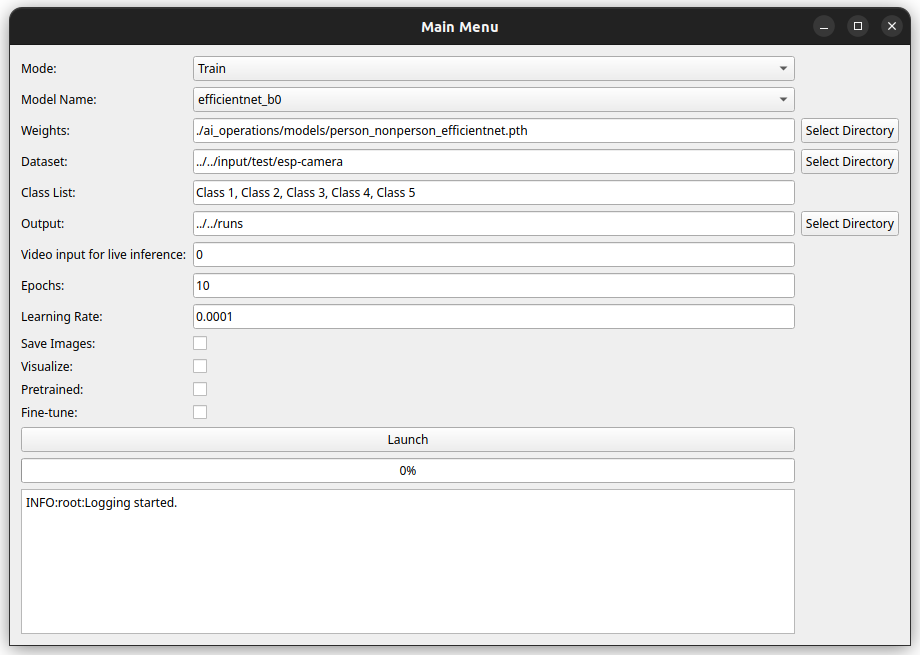 Main Menu
Mode: Train
Model Name: efficientnet_b0
Weights: ./ai_operations/models/person_nonperson_efficientnet.pth Select Directory
Dataset: ../../input/test/esp-camera Select Directory
Class List: Class 1, Class 2, Class 3, Class 4, Class 5
Output: ../../runs Select Directory
Video input for live inference: 0
Epochs: 10
Learning Rate: 0.0001
Save Images:
Visualize:
Pretrained:
Fine-tune:
Launch
0%
INFO:root:Logging started.